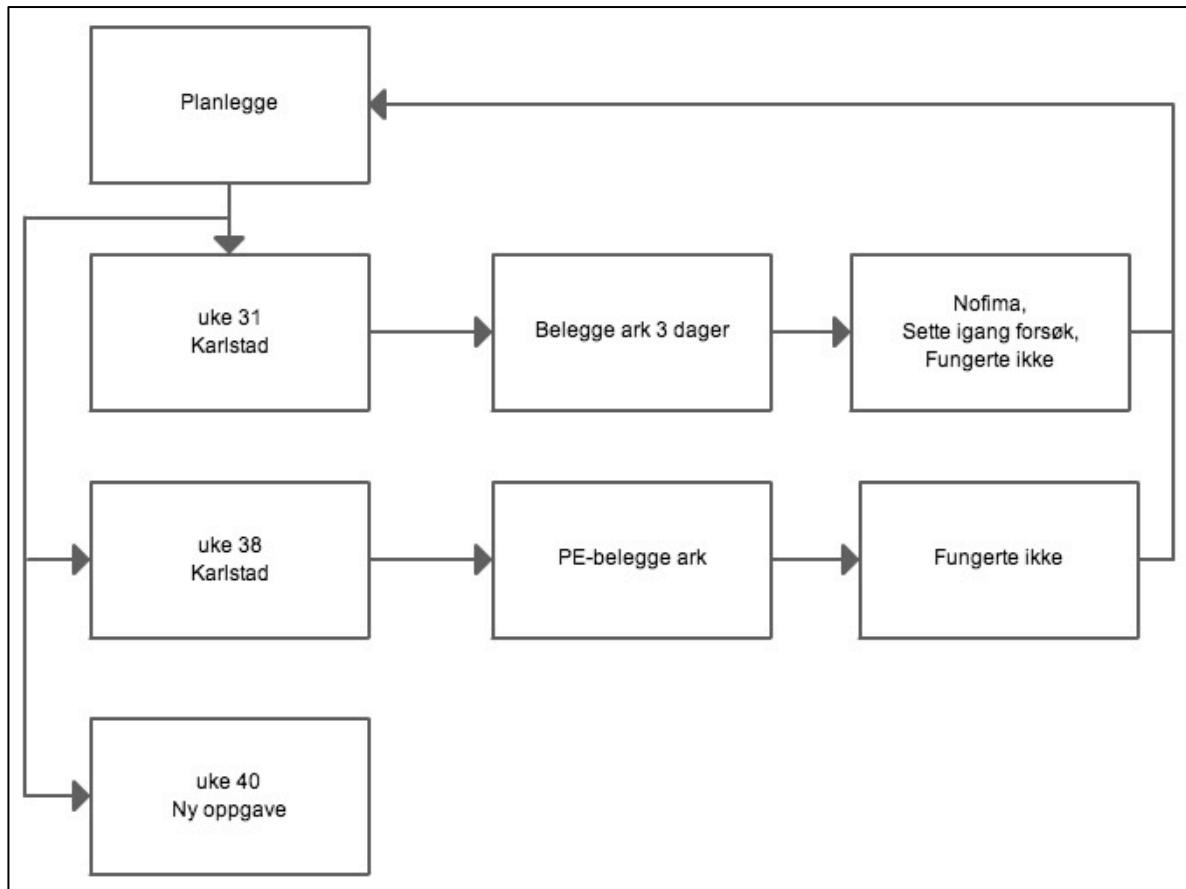 Planlegge
uke 31
Karlstad
Belegge ark 3 dager
Nofima,
Sette igang forsøk,
Fungerte ikke
uke 38
Karlstad
PE-belegge ark
Fungerte ikke
uke 40
Ny oppgave